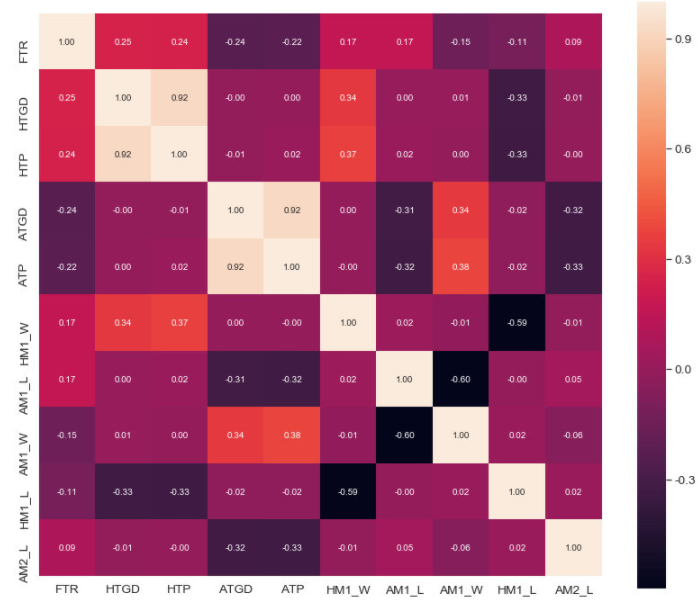 FTR 1.00 0.25 0.24 -0.24 -0.22 0.17 0.17 -0.15 -0.11 0.09
HTGD 0.25 1.00 0.92 -0.00 0.00 0.34 0.00 0.01 -0.33 -0.01
HTP 0.24 0.92 1.00 -0.01 0.02 0.37 0.02 0.00 -0.33 -0.00
ATGD -0.24 -0.00 -0.01 1.00 0.92 0.00 -0.31 0.34 -0.02 -0.32
ATP -0.22 0.00 0.02 0.92 1.00 -0.00 -0.32 0.38 -0.02 -0.33
HM1_W 0.17 0.34 0.37 0.00 -0.00 1.00 0.02 -0.01 -0.59 -0.01
AM1_L 0.17 0.00 0.02 -0.31 -0.32 0.02 1.00 -0.60 -0.00 0.05
AM1_W -0.15 0.01 0.00 0.34 0.38 -0.01 -0.60 1.00 0.02 -0.06
HM1_L -0.11 -0.33 -0.33 -0.02 -0.02 -0.59 -0.00 0.02 1.00 0.02
AM2_L 0.09 -0.01 -0.00 -0.32 -0.33 -0.01 0.05 -0.06 0.02 1.00
FTR HTGD HTP ATGD ATP HM1_W AM1_L AM1_W HM1_L AM2_L
0.9
0.6
0.3
0.0
-0.3